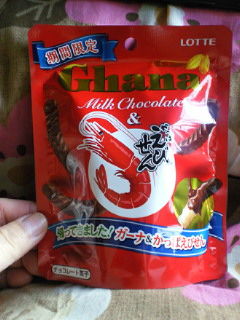 期間限定
LOTTE
Ghana
Milk Chocolate
&
えびせん
帰ってきました! ガーナ&かっぱえびせん
チョコレート菓子